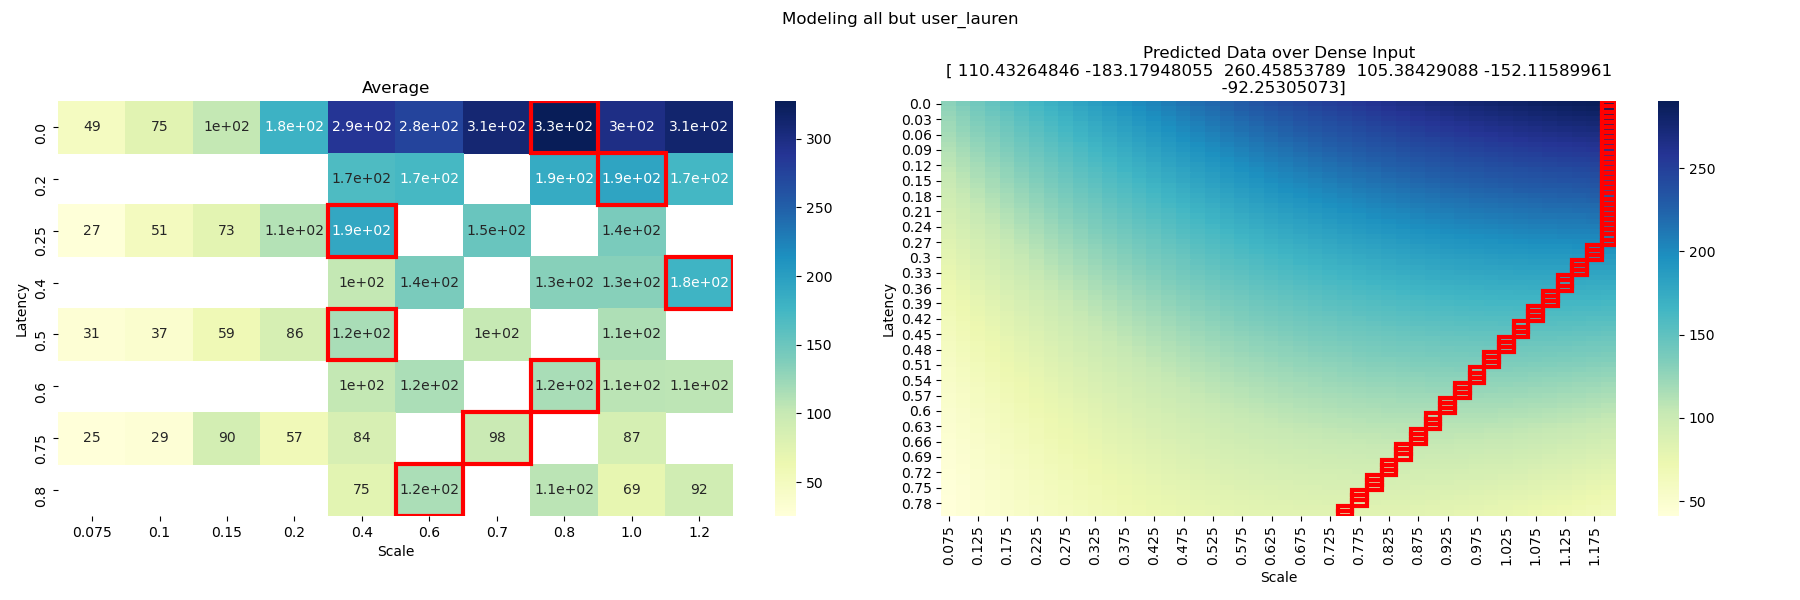 Modeling all but user_lauren
Average
49 75 1e+02 1.8e+02 2.9e+02 2.8e+02 3.1e+02 3.3e+02 3e+02 3.1e+02
1.7e+02 1.7e+02 1.9e+02 1.9e+02 1.7e+02
27 51 73 1.1e+02 1.9e+02 1.5e+02 1.4e+02
1e+02 1.4e+02 1.3e+02 1.3e+02 1.8e+02
31 37 59 86 1.2e+02 1e+02 1.1e+02
1e+02 1.2e+02 1.2e+02 1.1e+02 1.1e+02
25 29 90 57 84 98 87
75 1.2e+02 1.1e+02 69 92
0.0
0.2
0.25
0.4
0.5
0.6
0.75
0.8
Latency
0.075 0.1 0.15 0.2 0.4 0.6 0.7 0.8 1.0 1.2
Scale
300
250
200
150
100
50
Predicted Data over Dense Input
[ 110.43264846 -183.17948055 260.45853789 105.38429088 -152.11589961
-92.25305073]
0.0
0.03
0.06
0.09
0.12
0.15
0.18
0.21
0.24
0.27
0.3
0.33
0.36
0.39
0.42
0.45
0.48
0.51
0.54
0.57
0.6
0.63
0.66
0.69
0.72
0.75
0.78
Latency
0.075 0.125 0.175 0.225 0.275 0.325 0.375 0.425 0.475 0.525 0.575 0.625 0.675 0.725 0.775 0.825 0.875 0.925 0.975 1.025 1.075 1.125 1.175
Scale
250
200
150
100
50